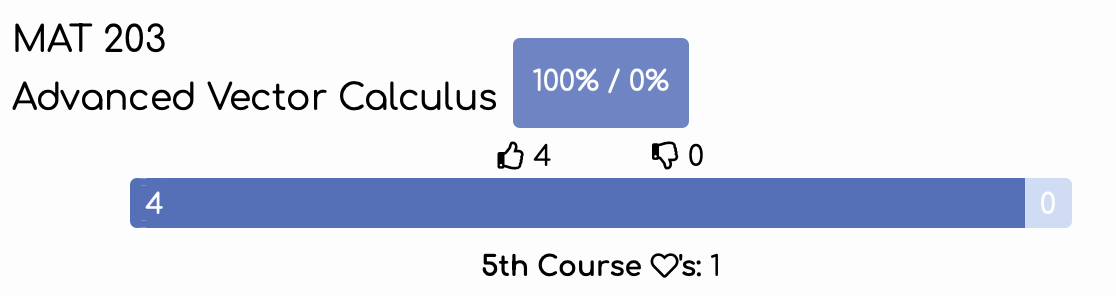 MAT 203
Advanced Vector Calculus
100% / 0%
4
0
4
0
5th Course ♡'s: 1